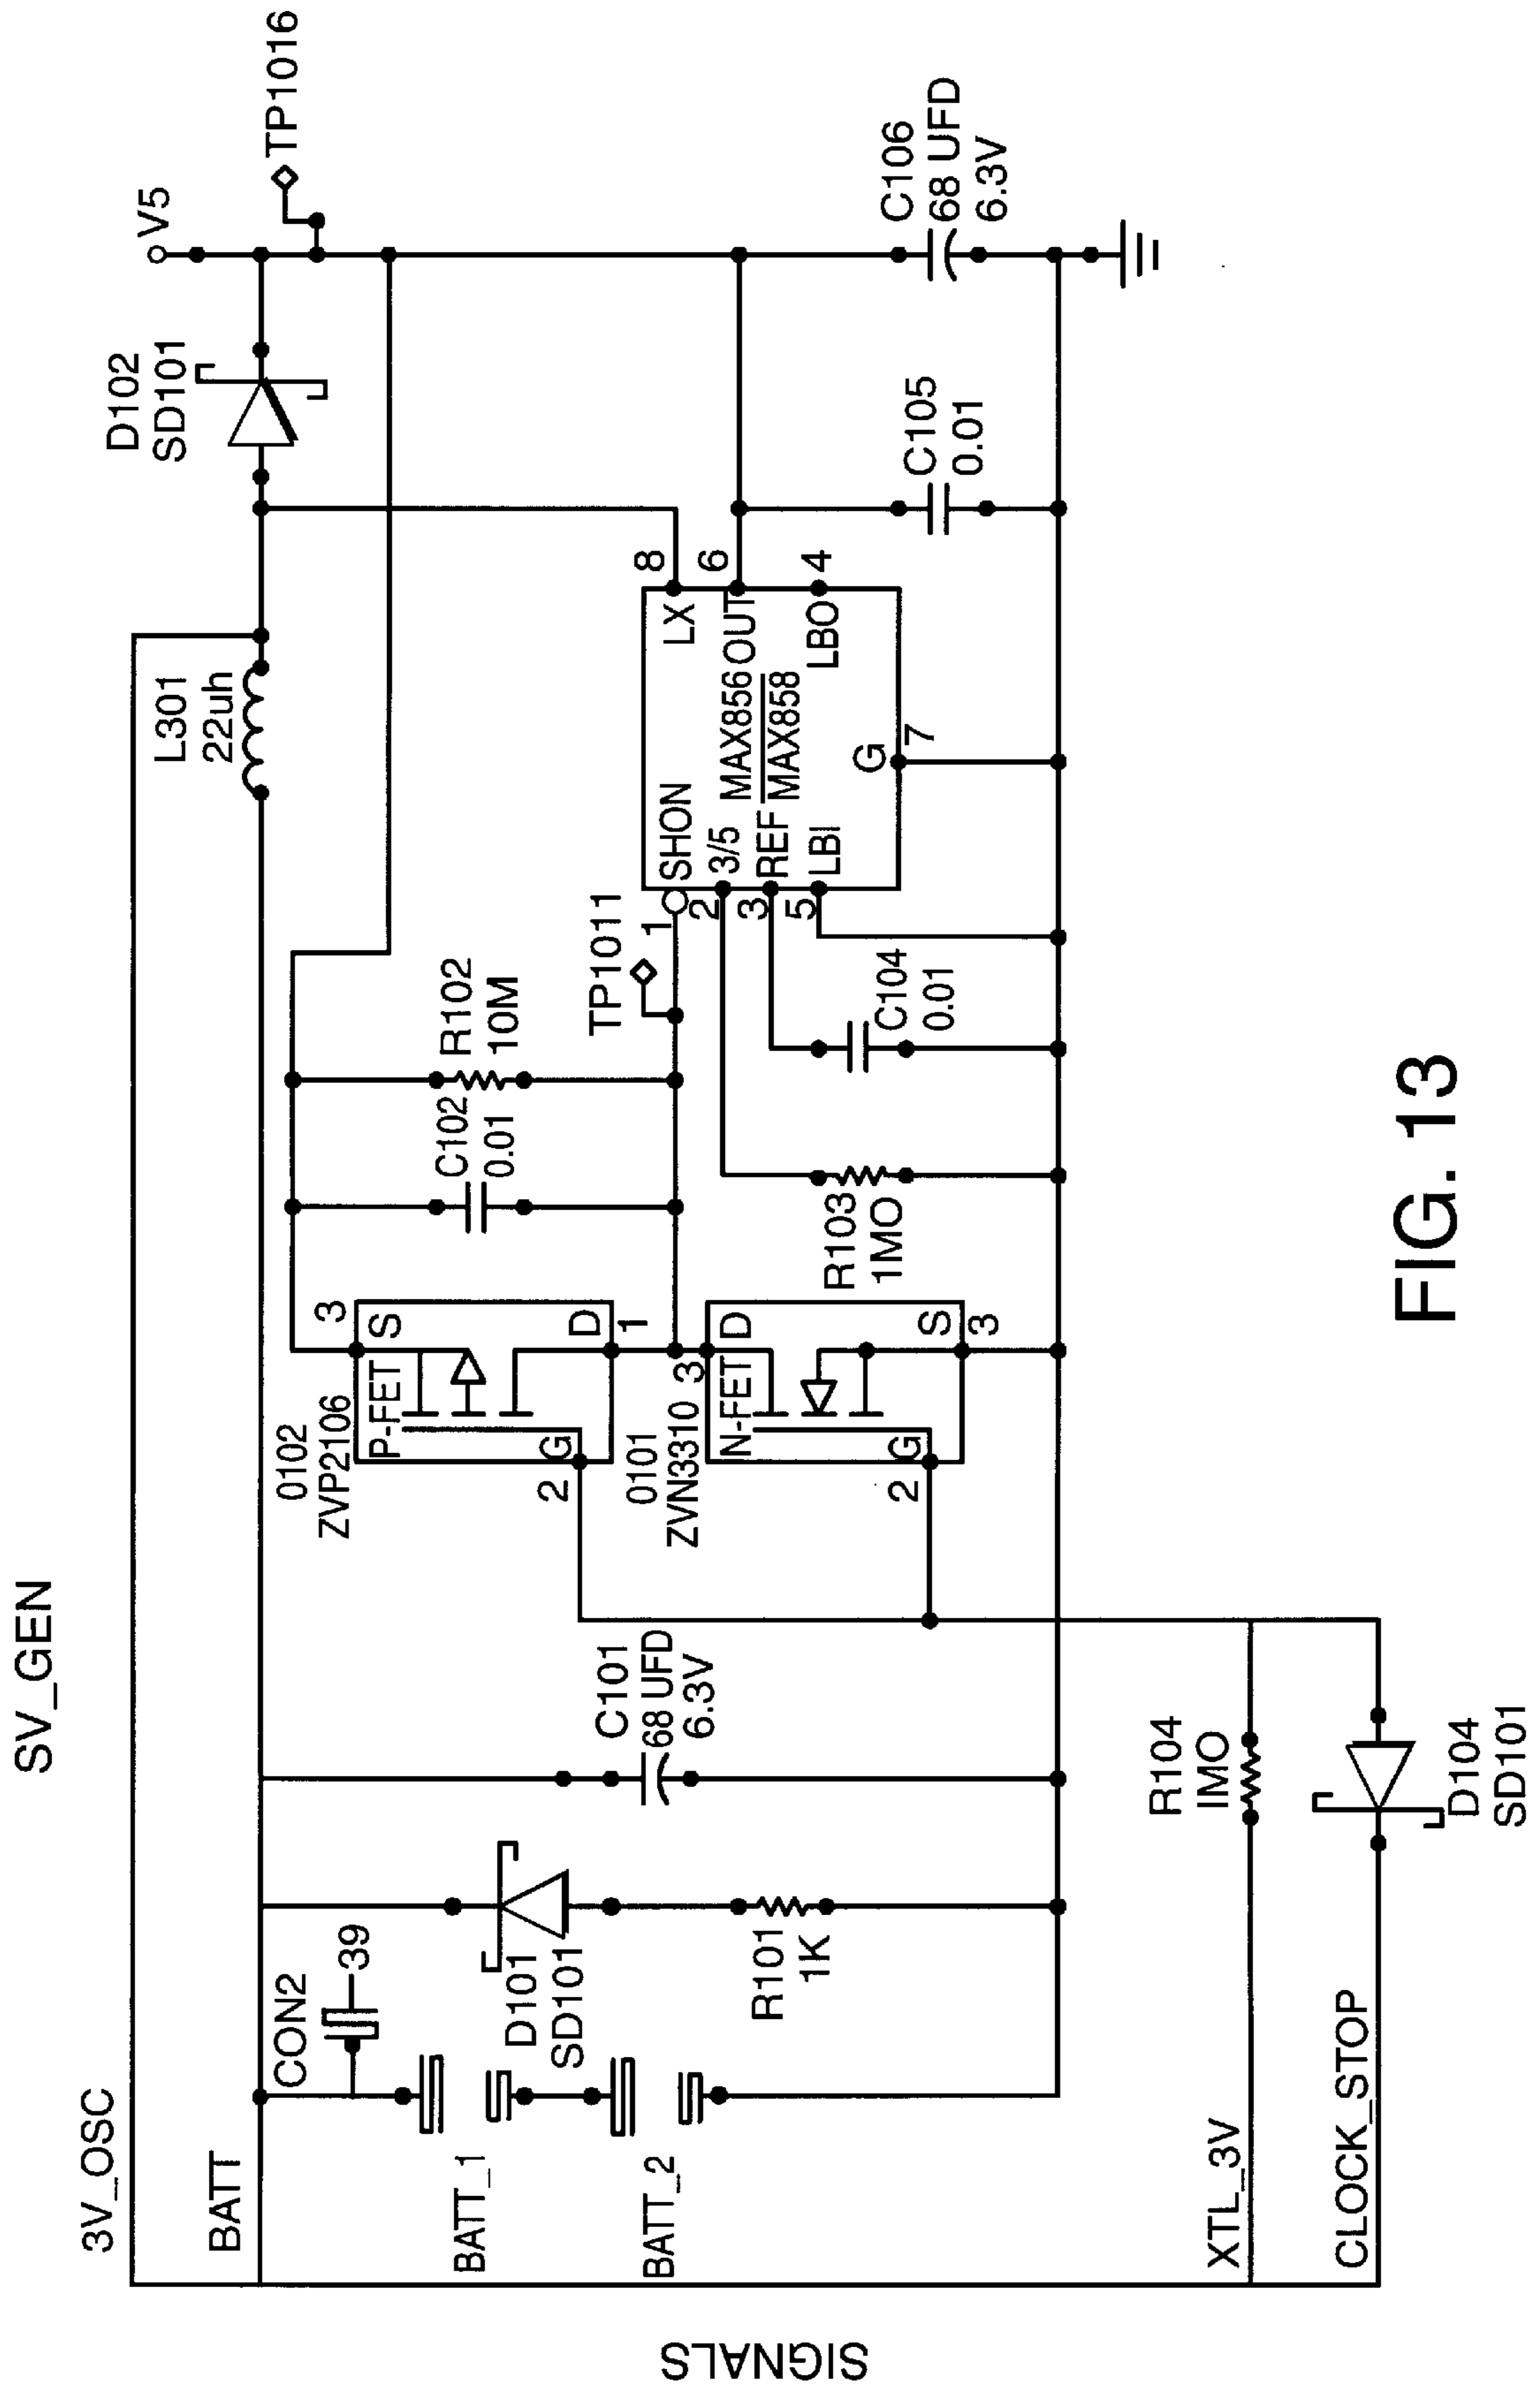 SV_GEN
3V_OSC
BATT
CON2
39
BATT_1
BATT_2
D101
SD101
R101
1K
C101
68 UFD
6.3V
XTL_3V
CLOCK_STOP
R104
IMO
D104
SD101
SIGNALS
0102
ZVP2106
P-FET
3
S
D
1
G
2
0101
ZVN3310
N-FET
3
D
S
3
G
2
C102
0.01
R102
10M
TP1011
R103
1MO
C104
0.01
L301
22uh
1
SHON
2
3/5
3
REF
5
LBI
MAX856
MAX858
G
7
LX
8
OUT
6
LBO
4
D102
SD101
V5
TP1016
C105
0.01
C106
68 UFD
6.3V
FIG. 13